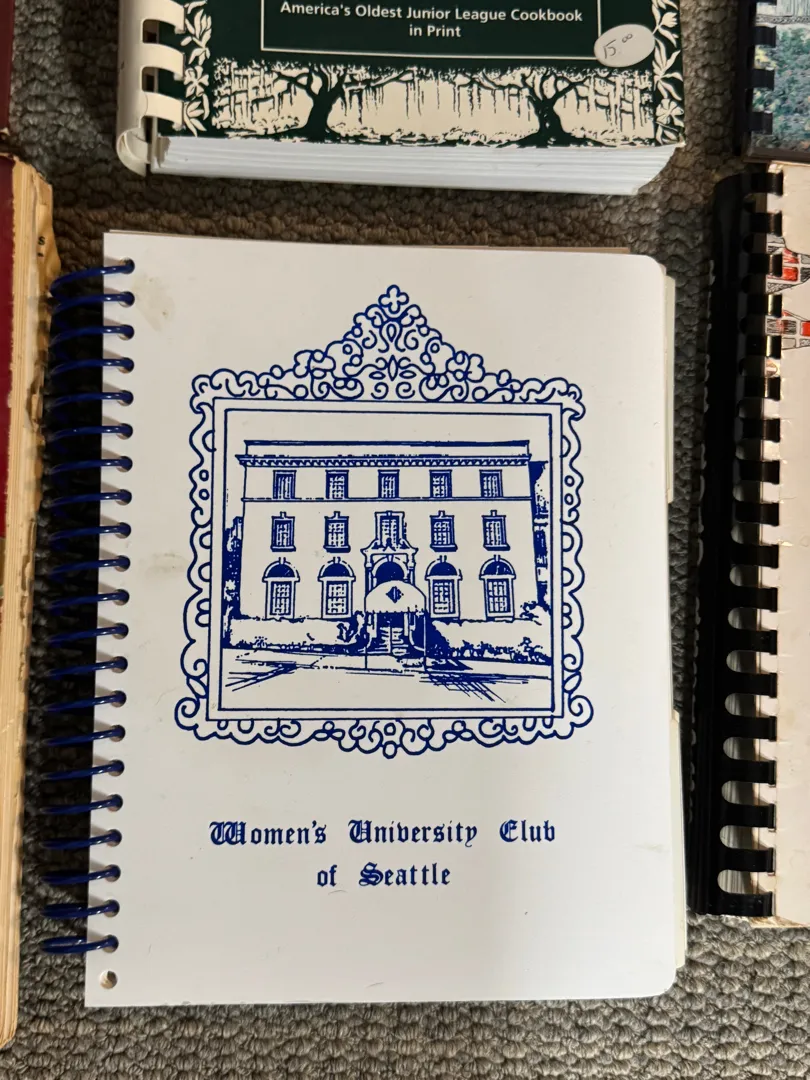 America's Oldest Junior League Cookbook
in Print
15.00
Women's University Club
of Seattle